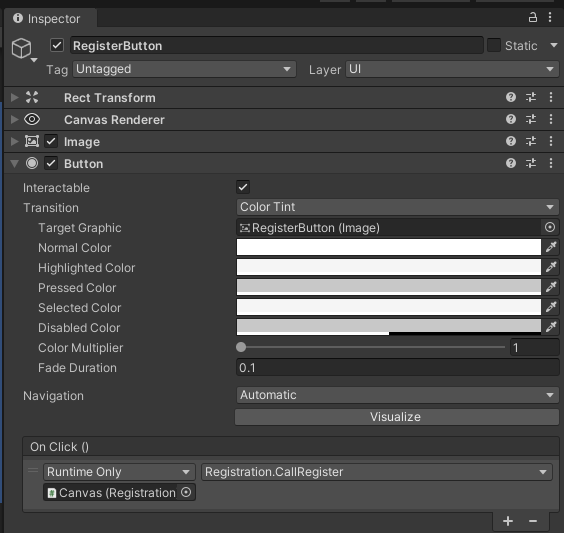 Inspector
RegisterButton
Static
Tag Untagged Layer UI
Rect Transform
Canvas Renderer
Image
Button
Interactable
Transition Color Tint
Target Graphic RegisterButton (Image)
Normal Color
Highlighted Color
Pressed Color
Selected Color
Disabled Color
Color Multiplier 1
Fade Duration 0.1
Navigation Automatic
Visualize
On Click ()
Runtime Only Registration.CallRegister
Canvas (Registration